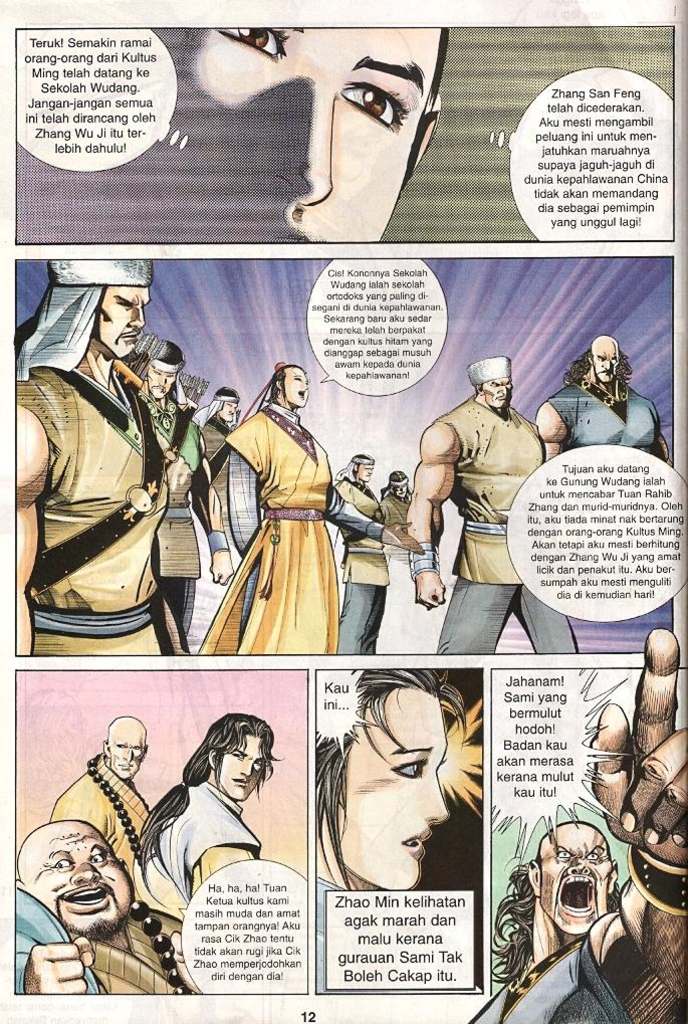 Teruk! Semakin ramai
orang-orang dari Kultus
Ming telah datang ke
Sekolah Wudang.
Jangan-jangan semua
ini telah dirancang oleh
Zhang Wu Ji itu ter-
lebih dahulu!
Zhang San Feng
telah dicederakan.
Aku mesti mengambil
peluang ini untuk men-
jatuhkan maruahnya
supaya jaguh-jaguh di
dunia kepahlawanan China
tidak akan memandang
dia sebagai pemimpin
yang unggul lagi!
Cis! Kononnya Sekolah
Wudang ialah sekolah
ortodoks yang paling di-
segani di dunia kepahlawanan.
Sekarang baru aku sedar
mereka telah berpakat
dengan kultus hitam yang
dianggap sebagai musuh
awam kepada dunia
kepahlawanan!
Tujuan aku datang
ke Gunung Wudang ialah
untuk mencabar Tuan Rahib
Zhang dan murid-muridnya. Oleh
itu, aku tiada minat nak bertarung
dengan orang-orang Kultus Ming.
Akan tetapi aku mesti berhitung
dengan Zhang Wu Ji yang amat
licik dan penakut itu. Aku ber-
sumpah aku mesti menguliti
dia di kemudian hari!
Ha, ha, ha! Tuan
Ketua kultus kami
masih muda dan amat
tampan orangnya! Aku
rasa Cik Zhao tentu
tidak akan rugi jika Cik
Zhao memperjodohkan
diri dengan dia!
Kau
ini...
Zhao Min kelihatan
agak marah dan
malu kerana
gurauan Sami Tak
Boleh Cakap itu.
Jahanam!
Sami yang
bermulut
hodoh!
Badan kau
akan merasa
kerana mulut
kau itu!
12